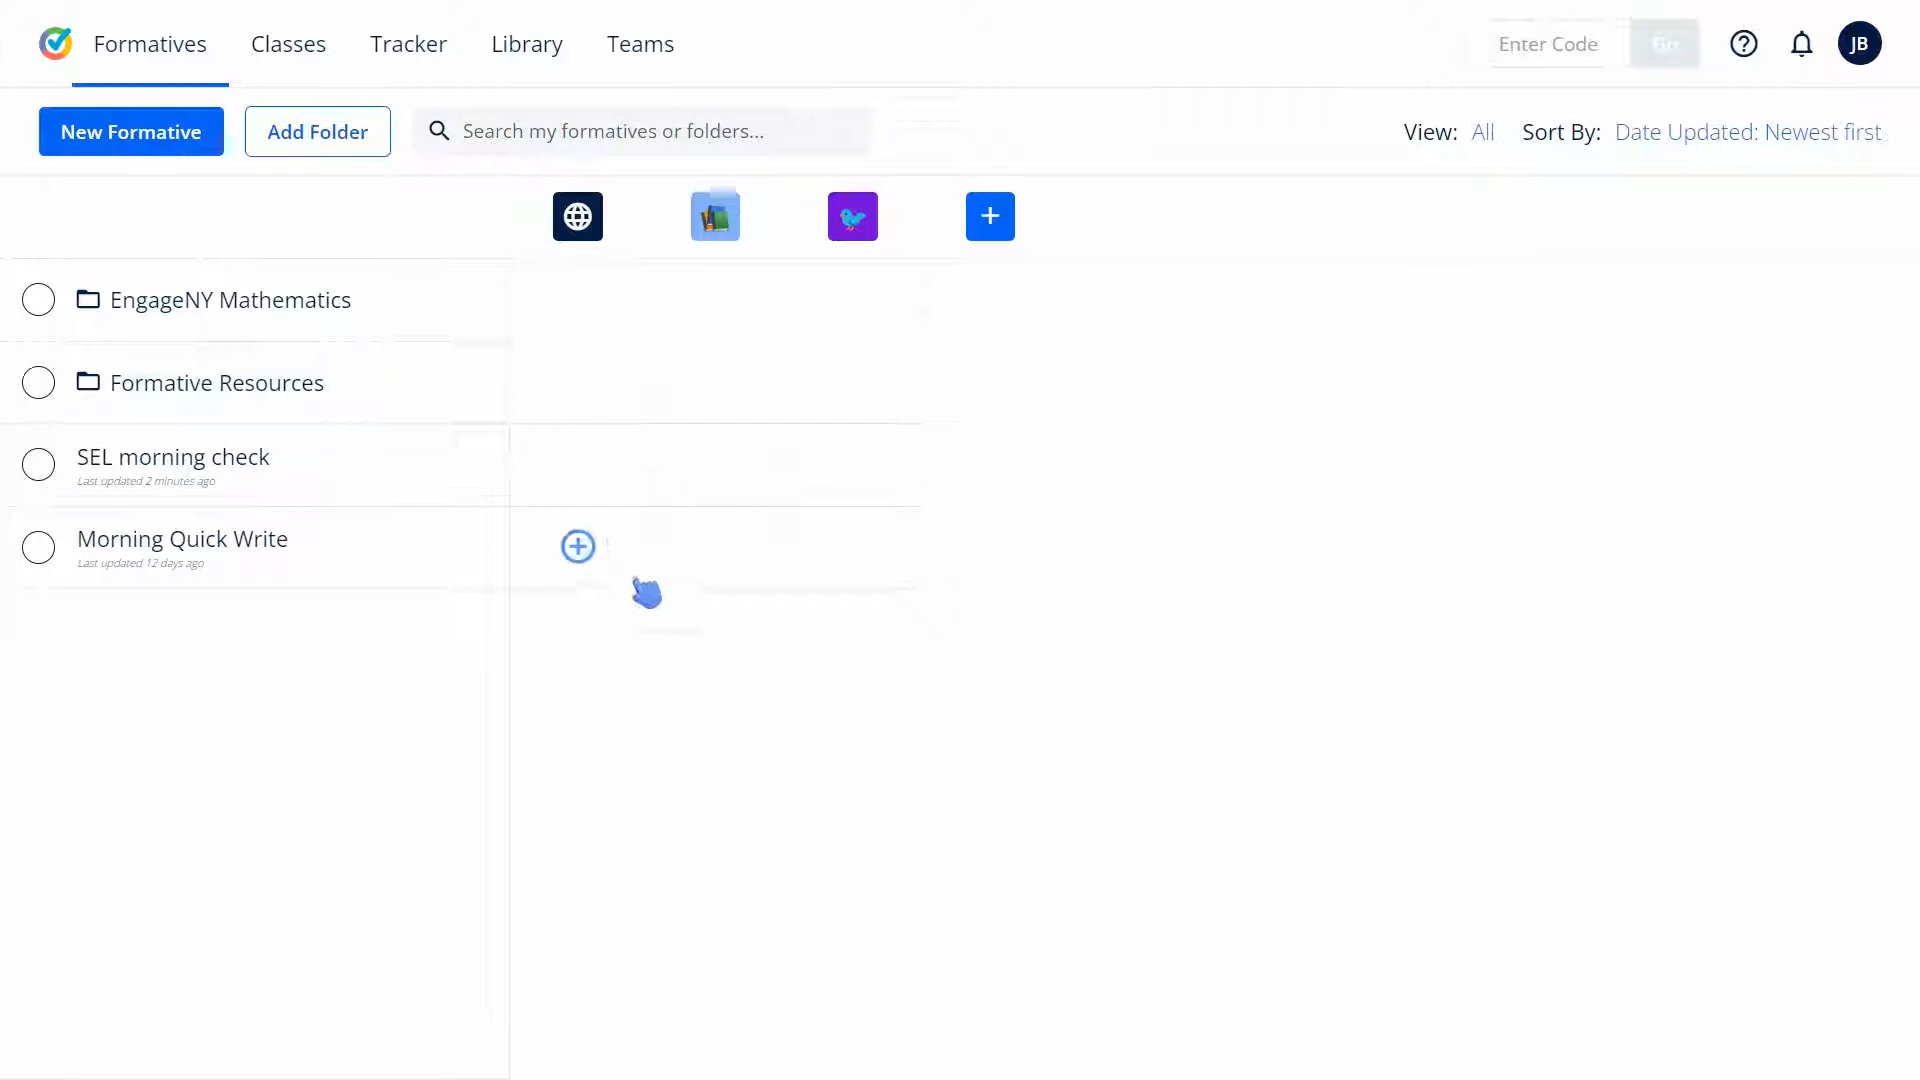 Formatives Classes Tracker Library Teams Enter Code JB
New Formative Add Folder Search my formatives or folders... View: All Sort By: Date Updated: Newest first
EngageNY Mathematics
Formative Resources
SEL morning check
Last updated 2 minutes ago
Morning Quick Write
Last updated 12 days ago